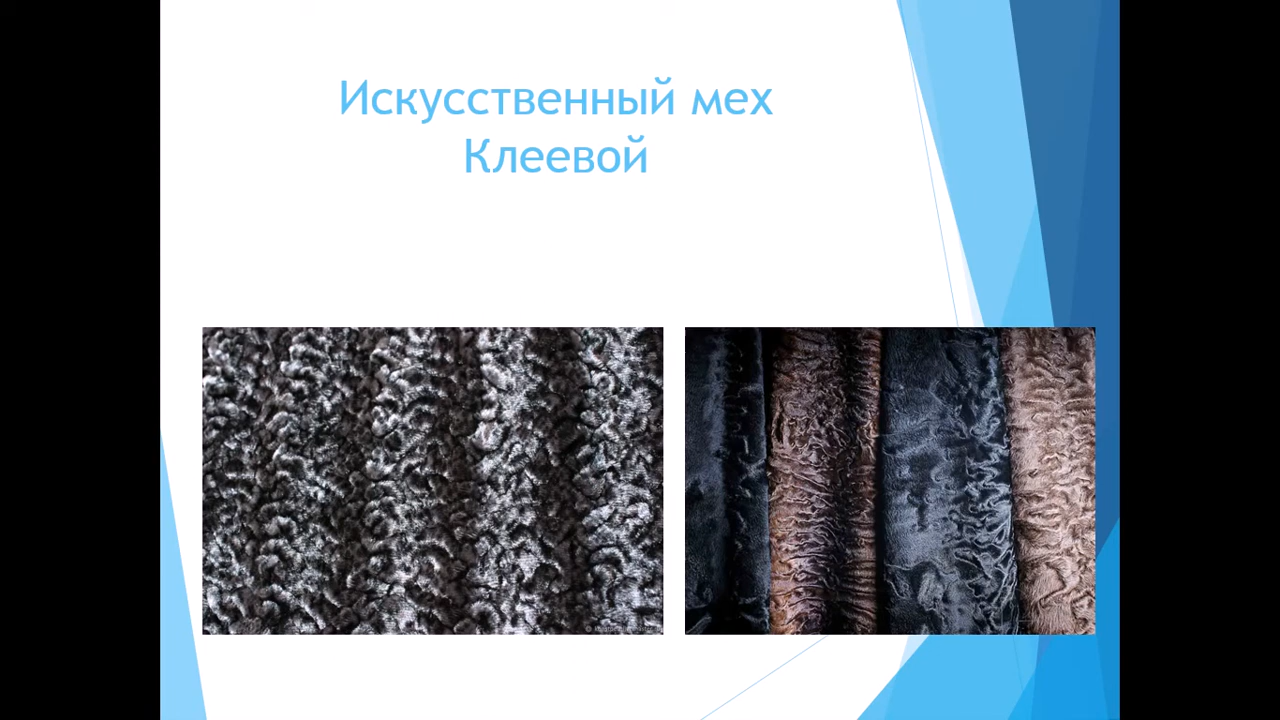 Искусственный мех
Клеевой